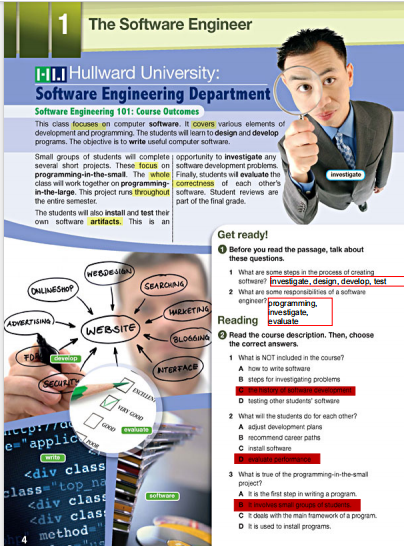 1 The Software Engineer
HU Hullward University:
Software Engineering Department
Software Engineering 101: Course Outcomes
This class focuses on computer software. It covers various elements of
development and programming. The students will learn to design and develop
programs. The objective is to write useful computer software.
Small groups of students will complete
several short projects. These focus on
programming-in-the-small. The whole
class will work together on programming-
in-the-large. This project runs throughout
the entire semester.
The students will also install and test their
own software artifacts. This is an
opportunity to investigate any
software development problems.
Finally, students will evaluate the
correctness of each other's
software. Student reviews are
part of the final grade.
investigate
WEBDESIGN
ONLINESHOP
SEARCHING
ADVERTISING
WEBSITE
MARKETING
BLOGGING
INTERFACE
develop
SECURITY
EXCELLENT
VERY GOOD
GOOD
POOR
evaluate
write
software
"applic
<div class
="top_na
<div class
<div class
method="
4
Get ready!
1 Before you read the passage, talk about
these questions.
1 What are some steps in the process of creating
software? investigate, design, develop, test
2 What are some responsibilities of a software
engineer? programming,
investigate,
evaluate
Reading
2 Read the course description. Then, choose
the correct answers.
1 What is NOT included in the course?
A how to write software
B steps for investigating problems
C the history of software development
D testing other students' software
2 What will the students do for each other?
A adjust development plans
B recommend career paths
C install software
D evaluate performance
3 What is true of the programming-in-the-small
project?
A It is the first step in writing a program.
B It involves small groups of students.
C It deals with the main framework of a program.
D It is used to install programs.